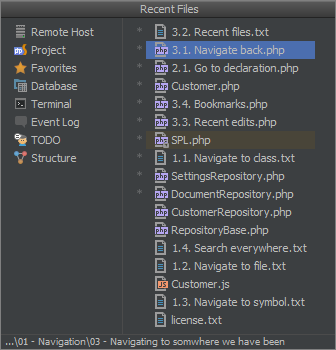 Recent Files
Remote Host
Project
Favorites
Database
Terminal
Event Log
TODO
Structure
* 3.2. Recent files.txt
* 3.1. Navigate back.php
* 2.1. Go to declaration.php
Customer.php
* 3.4. Bookmarks.php
* 3.3. Recent edits.php
* SPL.php
* 1.1. Navigate to class.txt
* SettingsRepository.php
* DocumentRepository.php
CustomerRepository.php
RepositoryBase.php
1.4. Search everywhere.txt
1.2. Navigate to file.txt
Customer.js
1.3. Navigate to symbol.txt
license.txt
...\01 - Navigation\03 - Navigating to somwhere we have been